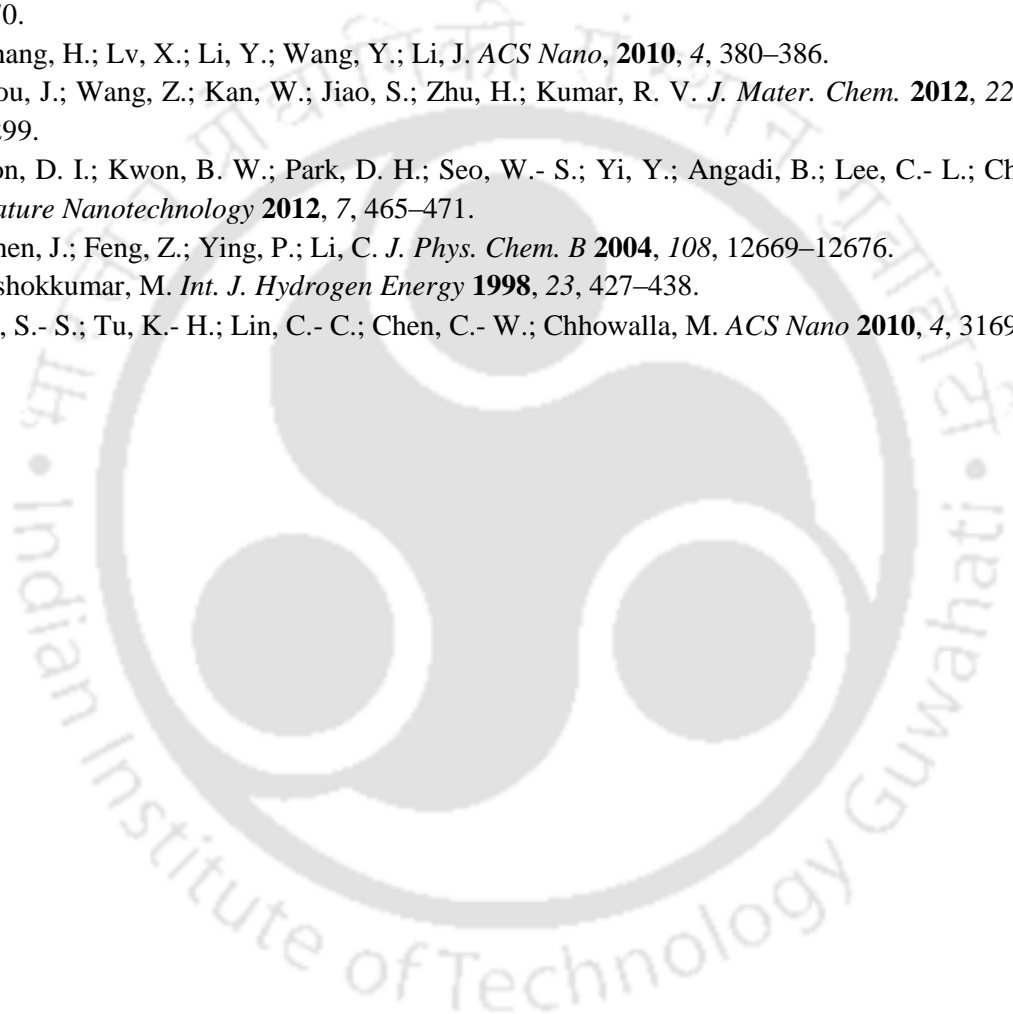 70.
hang, H.; Lv, X.; Li, Y.; Wang, Y.; Li, J. ACS Nano, 2010, 4, 380–386.
ou, J.; Wang, Z.; Kan, W.; Jiao, S.; Zhu, H.; Kumar, R. V. J. Mater. Chem. 2012, 22
299.
on, D. I.; Kwon, B. W.; Park, D. H.; Seo, W.- S.; Yi, Y.; Angadi, B.; Lee, C.- L.; Ch
ature Nanotechnology 2012, 7, 465–471.
hen, J.; Feng, Z.; Ying, P.; Li, C. J. Phys. Chem. B 2004, 108, 12669–12676.
shokkumar, M. Int. J. Hydrogen Energy 1998, 23, 427–438.
, S.- S.; Tu, K.- H.; Lin, C.- C.; Chen, C.- W.; Chhowalla, M. ACS Nano 2010, 4, 3169
Indian Institute of Technology Guwahati